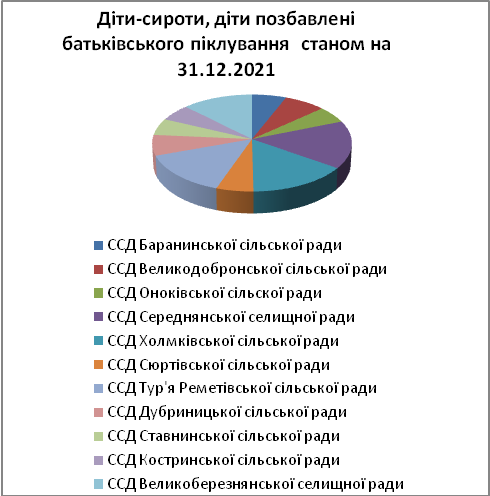 Діти-сироти, діти позбавлені
батьківського піклування станом на
31.12.2021
ССД Баранинської сільської ради
ССД Великодобронської сільської ради
ССД Оноківської сільскої ради
ССД Середнянської селищної ради
ССД Холмківської сільської ради
ССД Сюртівської сільської ради
ССД Тур'я Реметівської сільської ради
ССД Дубриницької сільської ради
ССД Ставнинської сільської ради
ССД Костринської сільської ради
ССД Великоберезнянської селищної ради